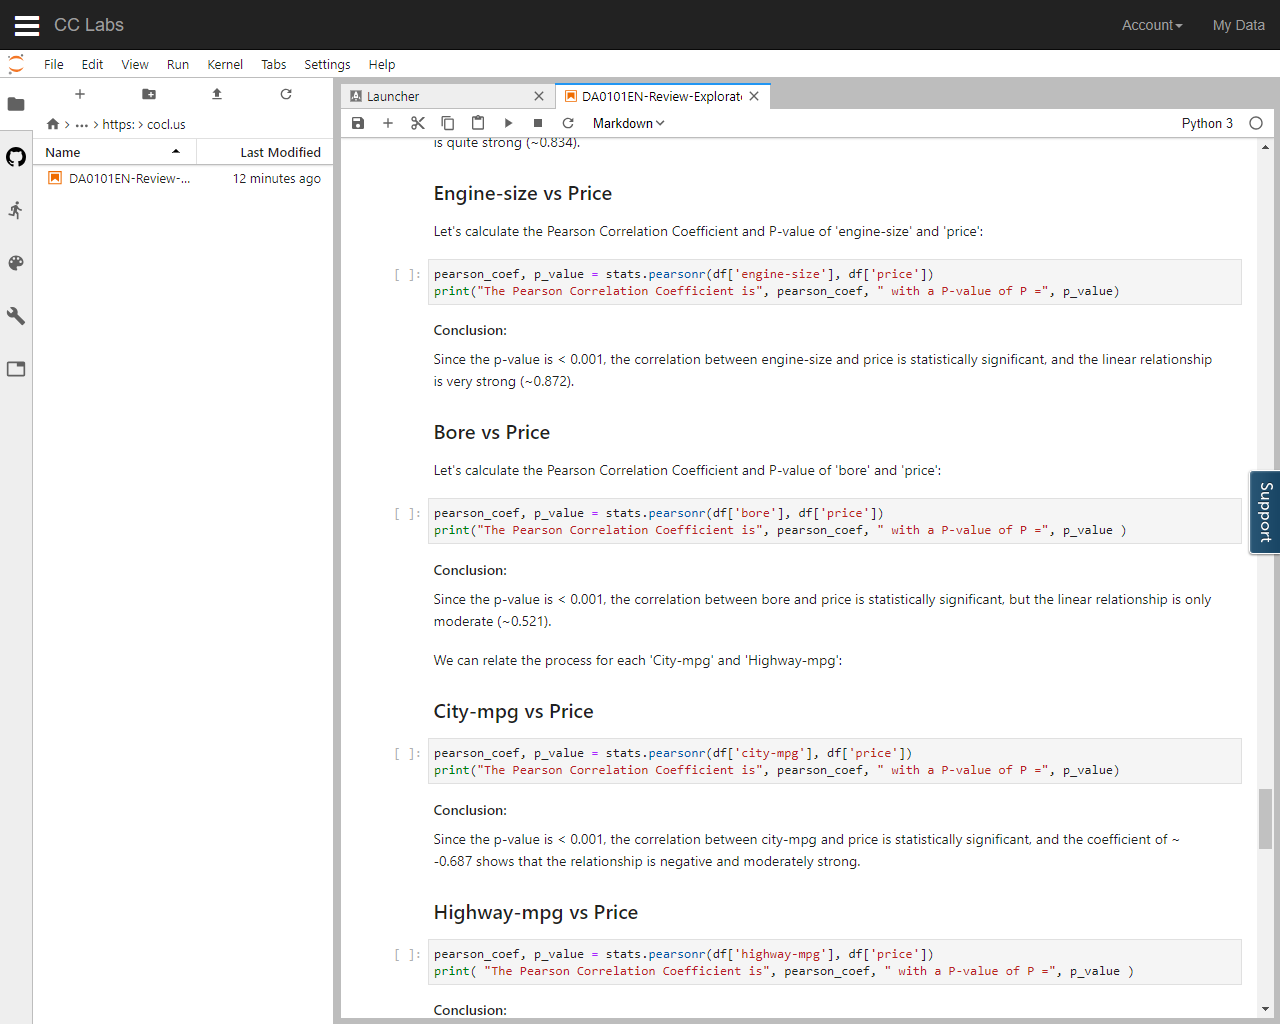 CC Labs
Account
My Data
File Edit View Run Kernel Tabs Settings Help
Launcher
DA0101EN-Review-Explorat
Markdown
Python 3
… https: cocl.us
Name
Last Modified
DA0101EN-Review-...
12 minutes ago
is quite strong (~0.834).
Engine-size vs Price
Let's calculate the Pearson Correlation Coefficient and P-value of 'engine-size' and 'price':
[ ]: pearson_coef, p_value = stats.pearsonr(df['engine-size'], df['price'])
print("The Pearson Correlation Coefficient is", pearson_coef, " with a P-value of P =", p_value)
Conclusion:
Since the p-value is < 0.001, the correlation between engine-size and price is statistically significant, and the linear relationship
is very strong (~0.872).
Bore vs Price
Let's calculate the Pearson Correlation Coefficient and P-value of 'bore' and 'price':
[ ]: pearson_coef, p_value = stats.pearsonr(df['bore'], df['price'])
print("The Pearson Correlation Coefficient is", pearson_coef, " with a P-value of P =", p_value )
Conclusion:
Since the p-value is < 0.001, the correlation between bore and price is statistically significant, but the linear relationship is only
moderate (~0.521).
We can relate the process for each 'City-mpg' and 'Highway-mpg':
City-mpg vs Price
[ ]: pearson_coef, p_value = stats.pearsonr(df['city-mpg'], df['price'])
print("The Pearson Correlation Coefficient is", pearson_coef, " with a P-value of P =", p_value)
Conclusion:
Since the p-value is < 0.001, the correlation between city-mpg and price is statistically significant, and the coefficient of ~
-0.687 shows that the relationship is negative and moderately strong.
Highway-mpg vs Price
[ ]: pearson_coef, p_value = stats.pearsonr(df['highway-mpg'], df['price'])
print( "The Pearson Correlation Coefficient is", pearson_coef, " with a P-value of P =", p_value )
Conclusion:
Support